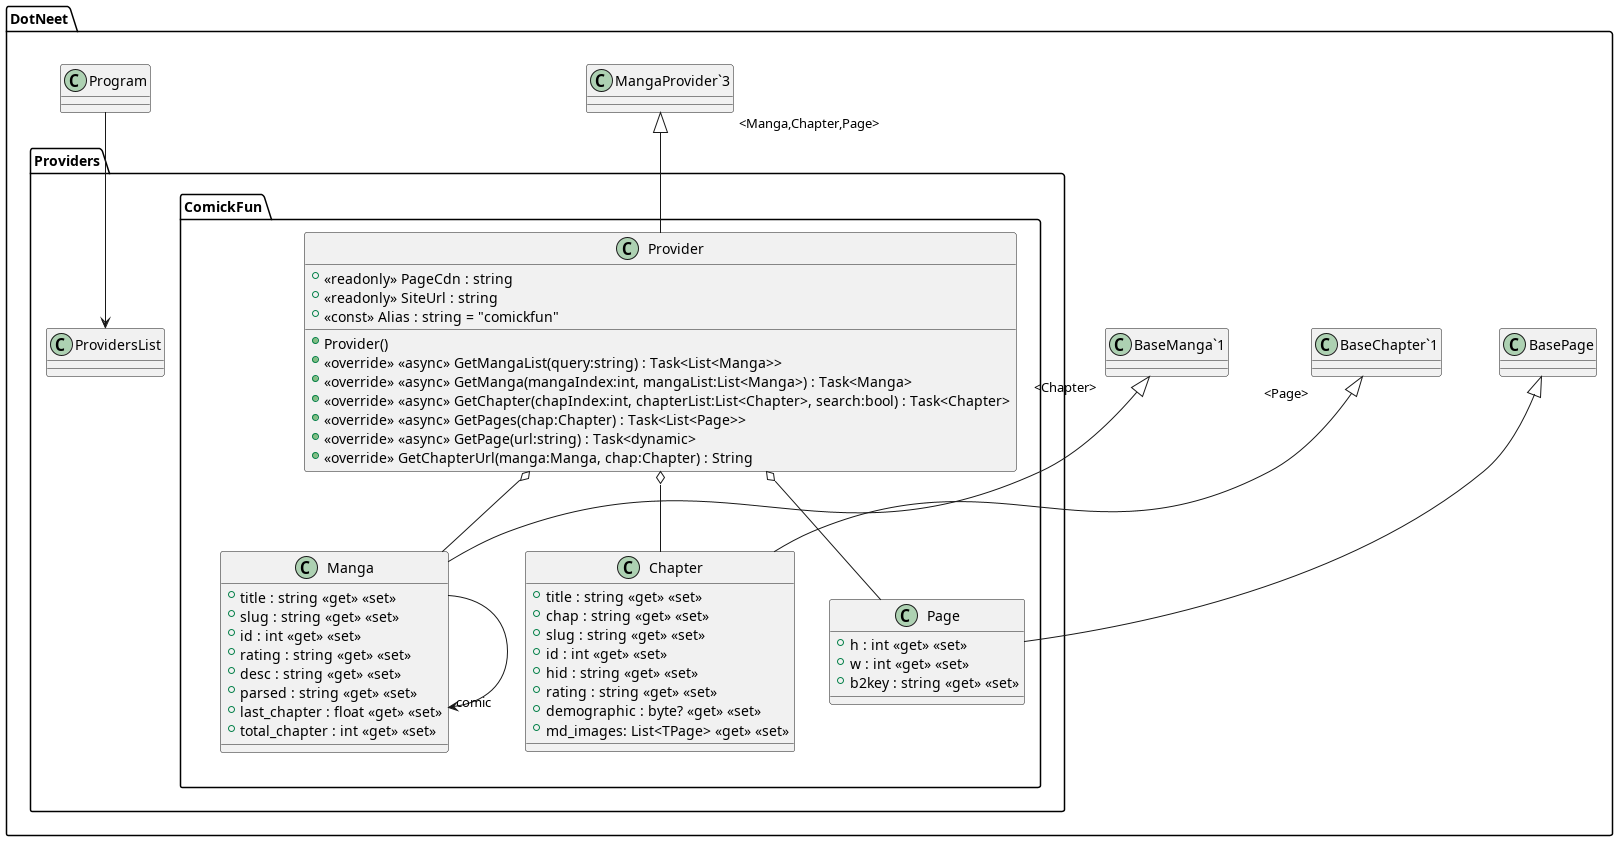 DotNeet
C Program
C MangaProvider`3
<Manga,Chapter,Page>
Providers
ComickFun
C Provider
«readonly» PageCdn : string
«readonly» SiteUrl : string
«const» Alias : string = "comickfun"
Provider()
«override» «async» GetMangaList(query:string) : Task<List<Manga>>
«override» «async» GetManga(mangaIndex:int, mangaList:List<Manga>) : Task<Manga>
«override» «async» GetChapter(chapIndex:int, chapterList:List<Chapter>, search:bool) : Task<Chapter>
«override» «async» GetPages(chap:Chapter) : Task<List<Page>>
«override» «async» GetPage(url:string) : Task<dynamic>
«override» GetChapterUrl(manga:Manga, chap:Chapter) : String
C ProvidersList
C BaseManga`1
C BaseChapter`1
C BasePage
<Chapter>
<Page>
C Manga
title : string «get» «set»
slug : string «get» «set»
id : int «get» «set»
rating : string «get» «set»
desc : string «get» «set»
parsed : string «get» «set»
last_chapter : float «get» «set»
total_chapter : int «get» «set»
comic
C Chapter
title : string «get» «set»
chap : string «get» «set»
slug : string «get» «set»
id : int «get» «set»
hid : string «get» «set»
rating : string «get» «set»
demographic : byte? «get» «set»
md_images: List<TPage> «get» «set»
C Page
h : int «get» «set»
w : int «get» «set»
b2key : string «get» «set»